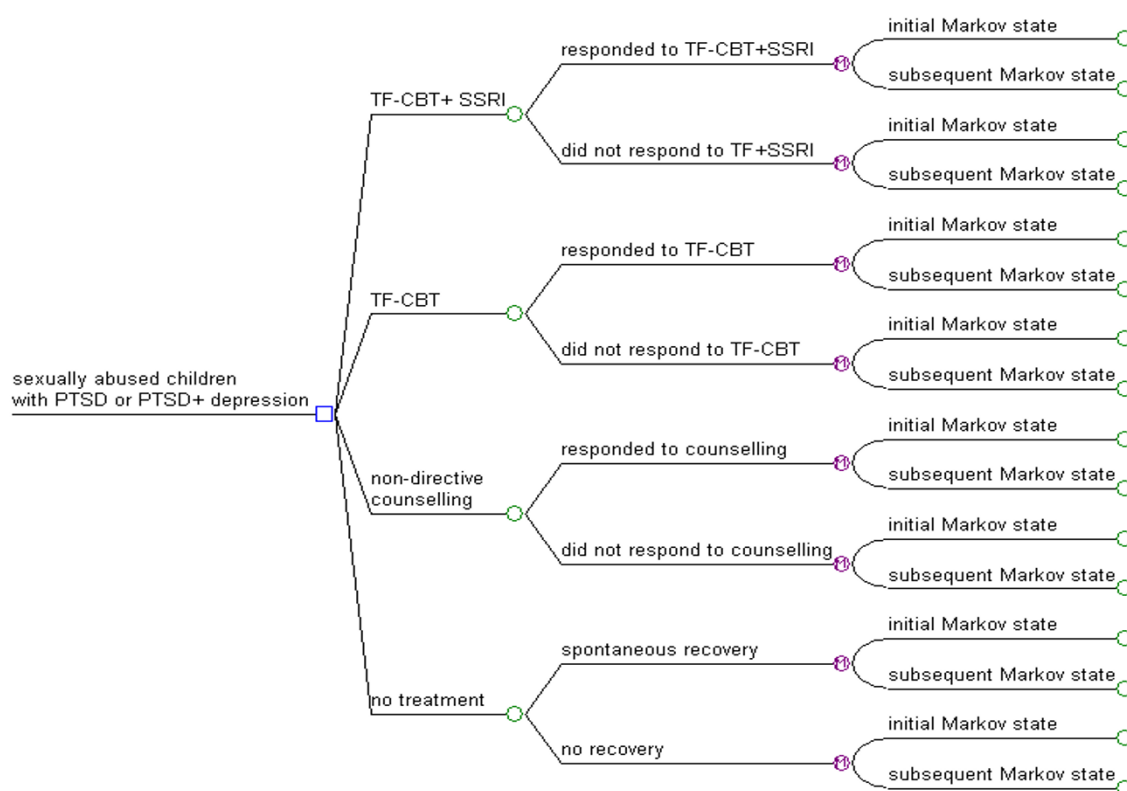 initial Markov state
responded to TF-CBT+SSRI
subsequent Markov state
TF-CBT+ SSRI
initial Markov state
did not respond to TF+SSRI
subsequent Markov state
initial Markov state
responded to TF-CBT
subsequent Markov state
TF-CBT
initial Markov state
did not respond to TF-CBT
subsequent Markov state
sexually abused children
with PTSD or PTSD+ depression
initial Markov state
responded to counselling
subsequent Markov state
non-directive
counselling
initial Markov state
did not respond to counselling
subsequent Markov state
initial Markov state
spontaneous recovery
subsequent Markov state
no treatment
initial Markov state
no recovery
subsequent Markov state